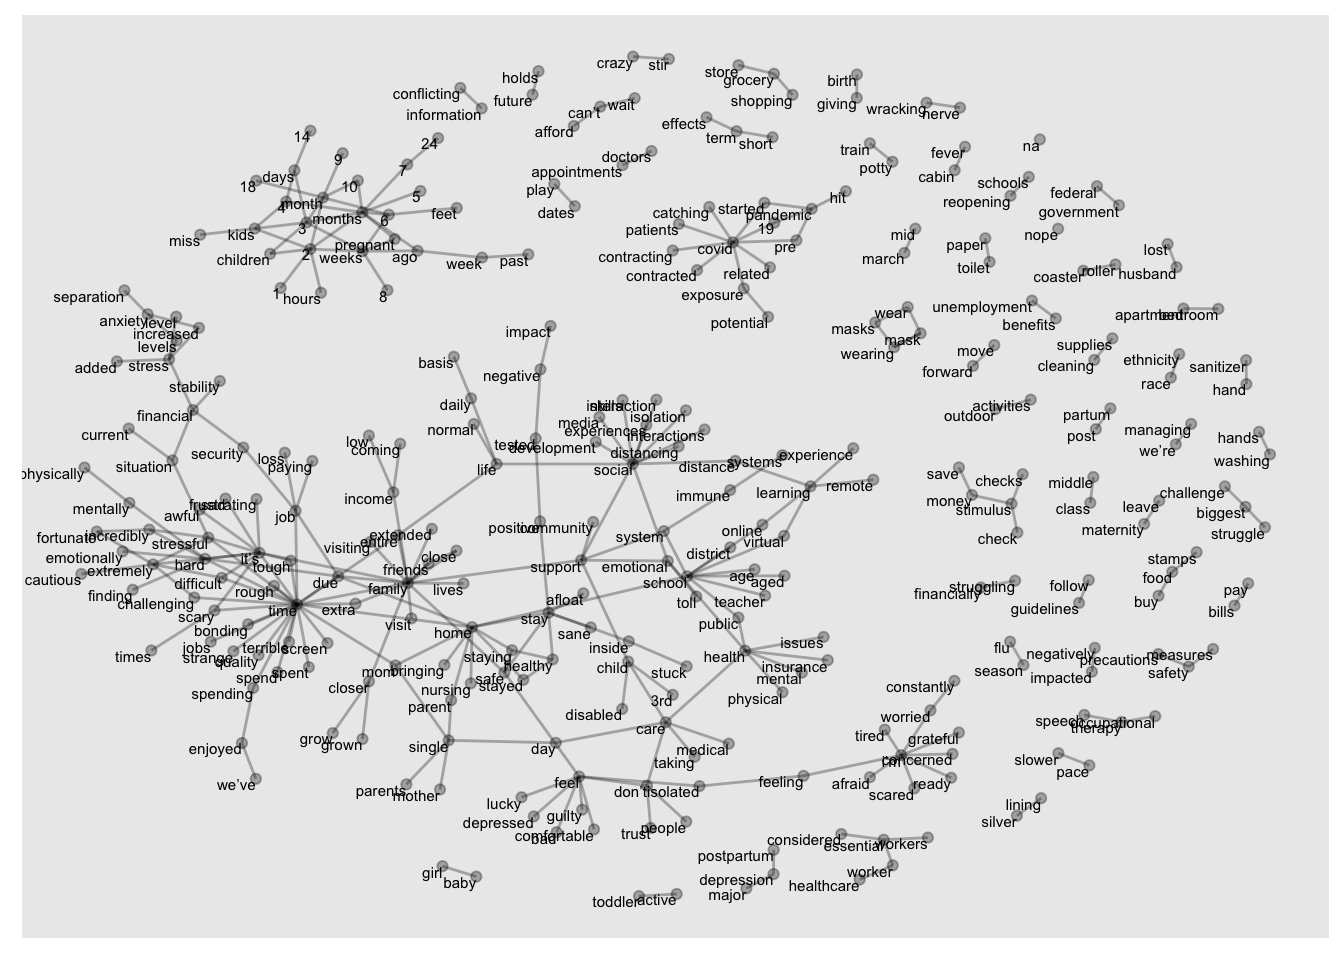 crazy
stir
store
grocery
shopping
holds
future
conflicting
information
can't
wait
afford
birth
giving
wracking
nerve
effects
term
short
14
9
24
days
7
18
10
5
4
month
months
6
feet
3
miss
kids
pregnant
children
2
weeks
ago
week
past
1
hours
8
doctors
appointments
play
dates
train
potty
fever
cabin
na
schools
reopening
federal
government
hit
catching
started
pandemic
patients
19
covid
pre
contracting
contracted
related
exposure
potential
mid
march
paper
toilet
nope
lost
husband
coaster
roller
separation
anxiety
level
increased
levels
added
stress
stability
financial
current
situation
security
impact
basis
negative
daily
normal
tested
development
life
wear
masks
mask
wearing
unemployment
benefits
apartment
bedroom
move
forward
supplies
cleaning
ethnicity
race
sanitizer
hand
outdoor
activities
partum
post
managing
we're
hands
washing
skills
interaction
media
isolation
experiences
interactions
distancing
social
distance
systems
experience
immune
learning
remote
save
money
checks
stimulus
check
middle
class
leave
maternity
challenge
biggest
struggle
low
coming
loss
paying
income
physically
mentally
awful
frustrating
job
fortunate
incredibly
stressful
emotionally
hard
it's
tough
cautious
extremely
difficult
finding
challenging
rough
due
visiting
entire
extended
friends
close
family
lives
positive
community
support
system
online
virtual
district
emotional
school
age
aged
toll
teacher
public
stamps
food
buy
pay
bills
struggling
financially
follow
guidelines
scary
time
extra
visit
home
afloat
stay
sane
bonding
jobs
times
strange
terrible
screen
quality
spend
spent
spending
mom
bringing
staying
healthy
safe
stayed
nursing
parent
closer
inside
child
stuck
3rd
disabled
health
issues
insurance
mental
physical
flu
season
negatively
impacted
precautions
measures
safety
enjoyed
we've
grow
grown
single
parents
mother
day
care
medical
taking
constantly
worried
tired
grateful
i'm
concerned
afraid
scared
ready
speech
occupational
therapy
slower
pace
feel
don't
isolated
feeling
lucky
depressed
guilty
comfortable
bad
trust
people
lining
silver
considered
essential
workers
worker
healthcare
postpartum
depression
major
girl
baby
toddler
active